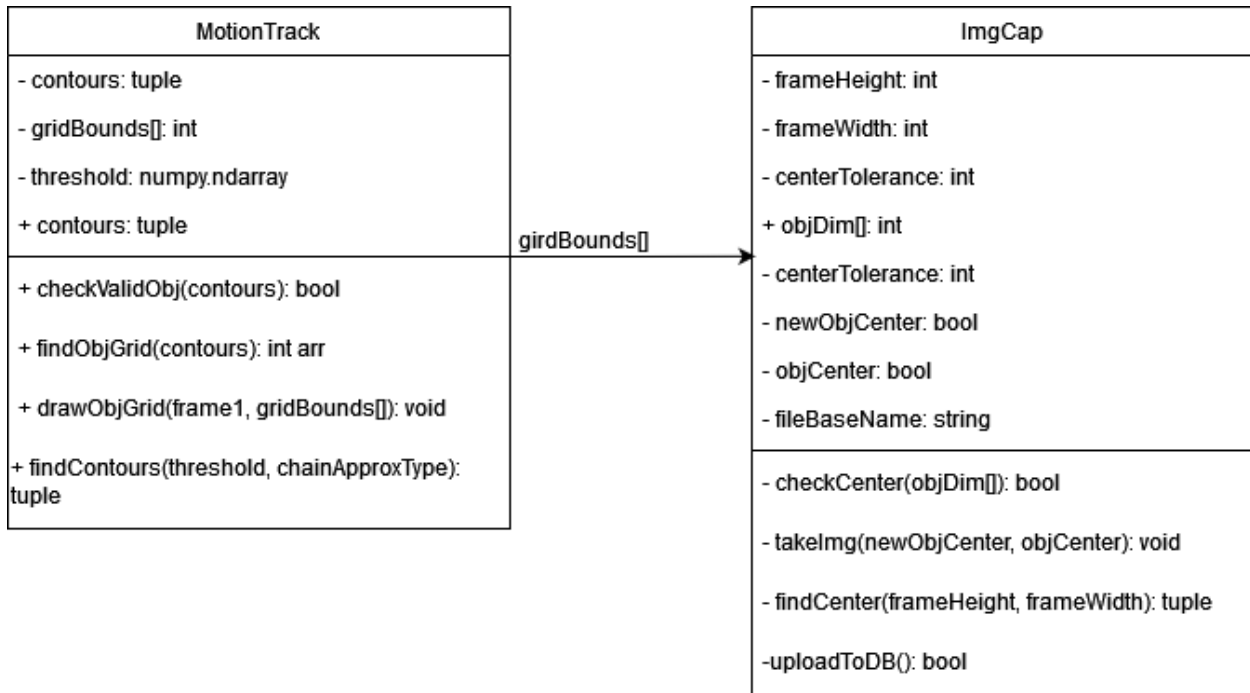 MotionTrack
- contours: tuple
- gridBounds[]: int
- threshold: numpy.ndarray
+ contours: tuple
+ checkValidObj(contours): bool
+ findObjGrid(contours): int arr
+ drawObjGrid(frame1, gridBounds[]): void
+ findContours(threshold, chainApproxType):
tuple
girdBounds[]
ImgCap
- frameHeight: int
- frameWidth: int
- centerTolerance: int
+ objDim[]: int
- centerTolerance: int
- newObjCenter: bool
- objCenter: bool
- fileBaseName: string
- checkCenter(objDim[]): bool
- takeImg(newObjCenter, objCenter): void
- findCenter(frameHeight, frameWidth): tuple
-uploadToDB(): bool